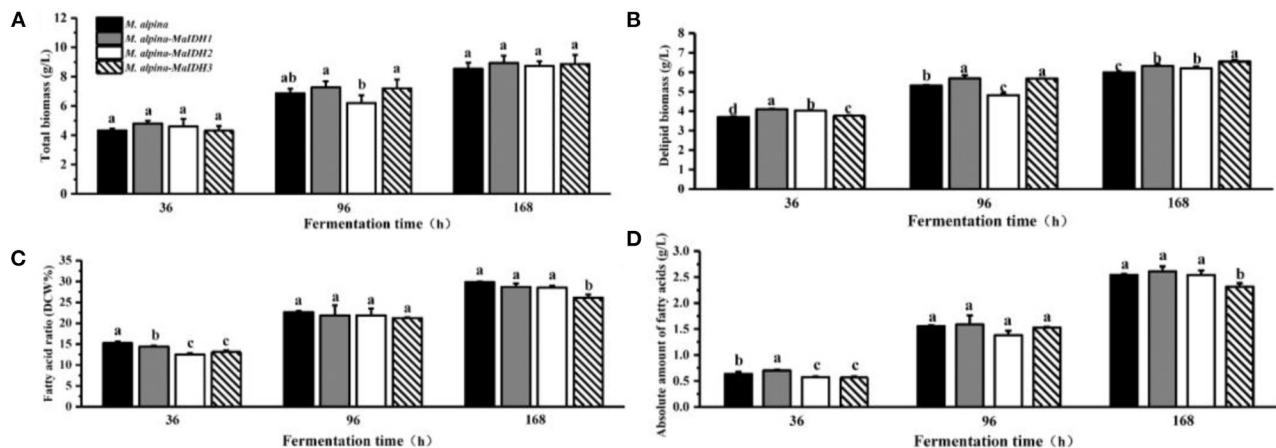 A
Total biomass (g/L)
12
10
8
6
4
2
0
M. alpina
M. alpina-MaIDH1
M. alpina-MaIDH2
M. alpina-MaIDH3
a a a a
ab a b a
a a a a
36 96 168
Fermentation time（h）
B
Delipid biomass (g/L)
8
7
6
5
4
3
2
1
0
d a b c
b a c a
c b b a
36 96 168
Fermentation time（h）
C
Fatty acid ratio (DCW%)
35
30
25
20
15
10
5
0
a b c c
a a a a
a a a b
36 96 168
Fermentation time（h）
D
Absolute amount of fatty acids (g/L)
3.0
2.5
2.0
1.5
1.0
0.5
0.0
b a c c
a a a a
a a a b
36 96 168
Fermentation time（h）